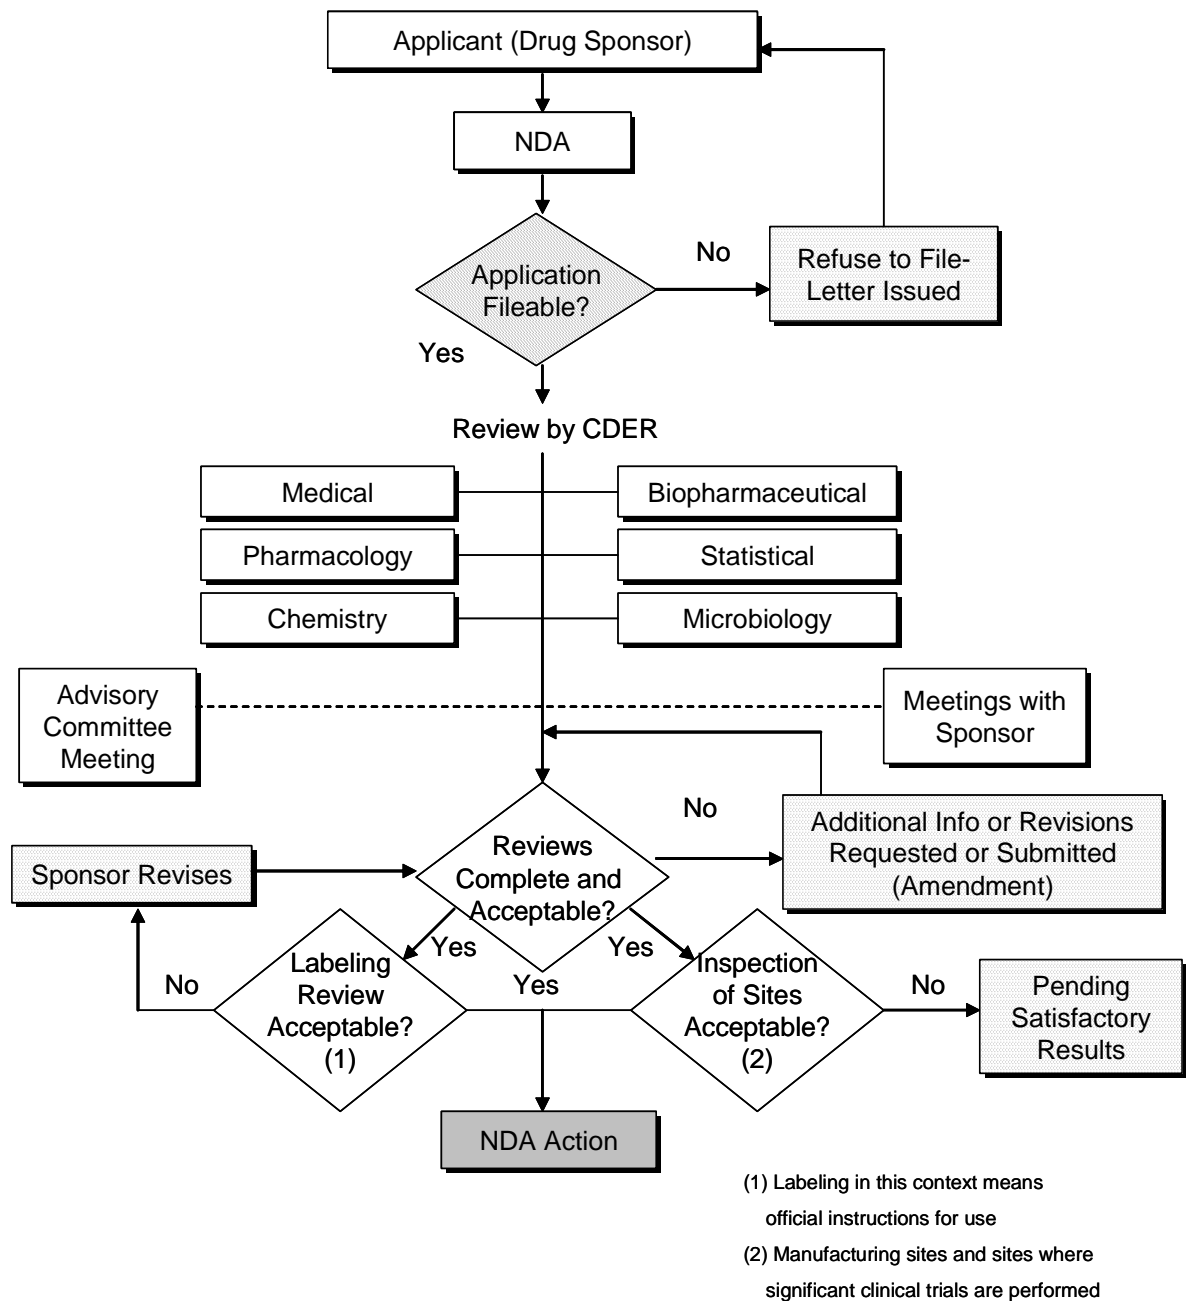 Applicant (Drug Sponsor)
NDA
Application
Fileable?
No
Refuse to File-
Letter Issued
Yes
Review by CDER
Medical
Biopharmaceutical
Pharmacology
Statistical
Chemistry
Microbiology
Advisory
Committee
Meeting
Meetings with
Sponsor
Reviews
Complete and
Acceptable?
No
Additional Info or Revisions
Requested or Submitted
(Amendment)
Sponsor Revises
Yes
Yes
Labeling
Review
Acceptable?
(1)
No
Yes
Inspection
of Sites
Acceptable?
(2)
No
Pending
Satisfactory
Results
NDA Action
(1) Labeling in this context means
official instructions for use
(2) Manufacturing sites and sites where
significant clinical trials are performed